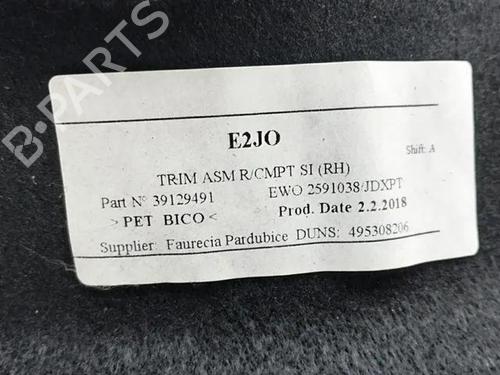 B-PARTS
E2JO
Shift: A
TRIM ASM R/CMPT SI (RH)
Part N° 39129491 EWO 2591038/JDXPT
> PET BICO < Prod. Date 2.2.2018
Supplier: Faurecia Pardubice DUNS: 495308206